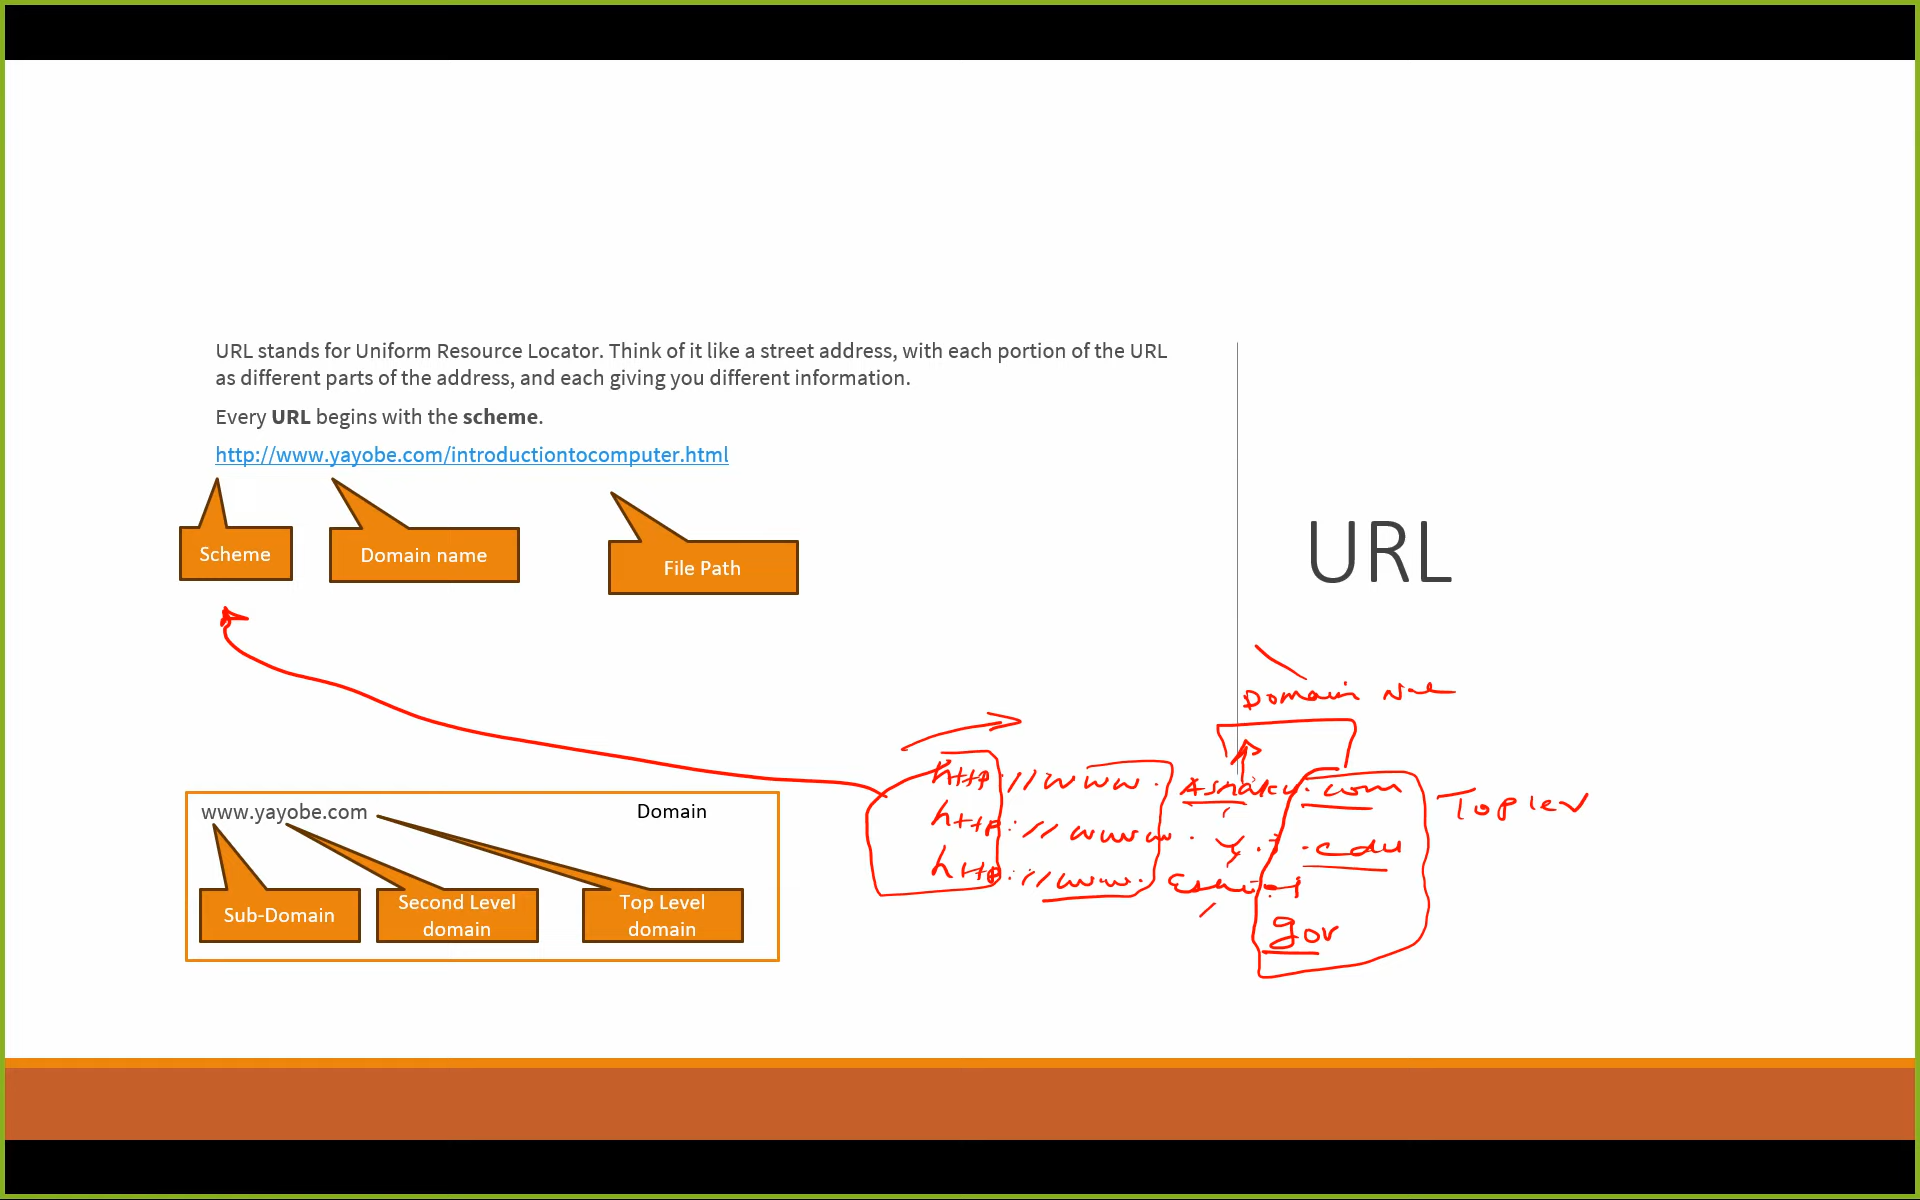 URL stands for Uniform Resource Locator. Think of it like a street address, with each portion of the URL
as different parts of the address, and each giving you different information.
Every URL begins with the scheme.
http://www.yayobe.com/introductiontocomputer.html
Scheme
Domain name
File Path
URL
Domain
http://www. .com
http://www. .edu
http://www.
gov
Top lev
www.yayobe.com
Domain
Sub-Domain
Second Level
domain
Top Level
domain